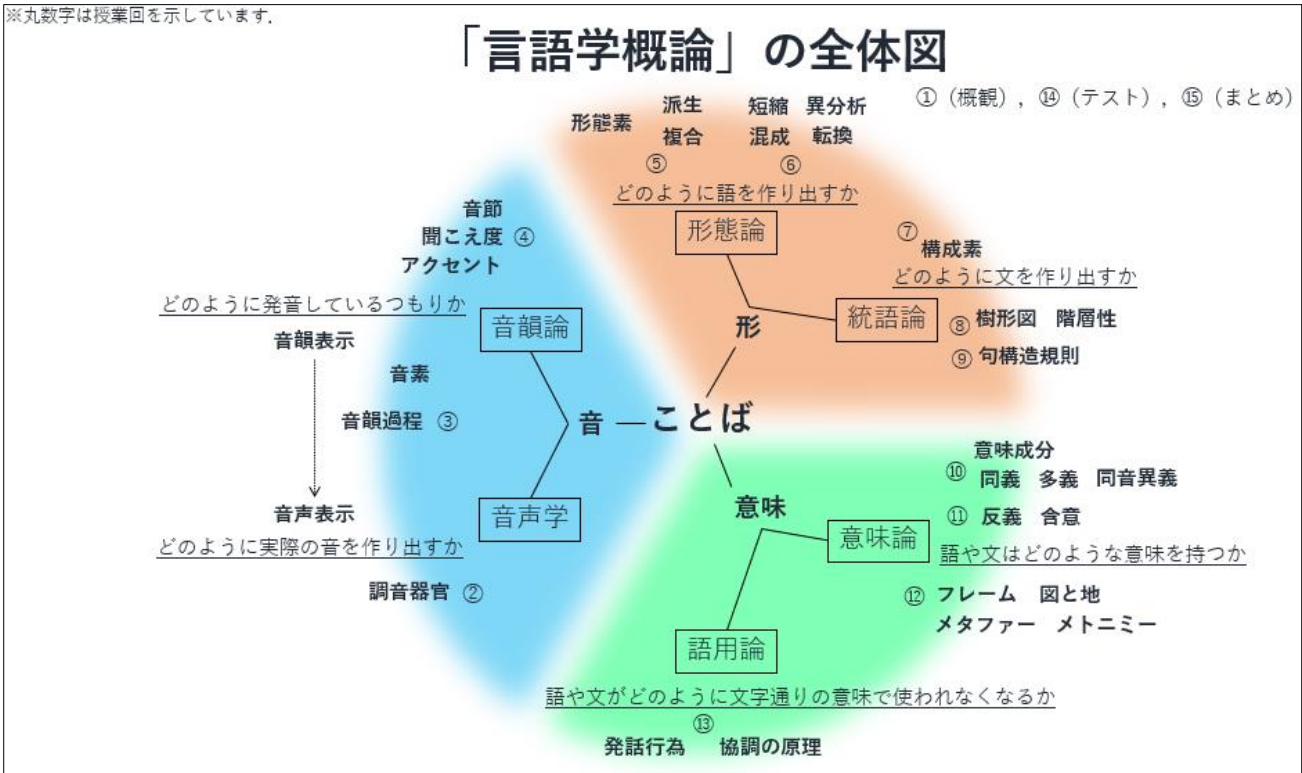 ※丸数字は授業回を示しています.
「言語学概論」の全体図
①（概観）, ⑭（テスト）, ⑮（まとめ）
形態素
派生
複合
⑤
短縮 異分析
混成 転換
⑥
どのように語を作り出すか
形態論
⑦
構成素
どのように文を作り出すか
統語論
⑧ 樹形図 階層性
⑨ 句構造規則
形
音節
聞こえ度 ④
アクセント
どのように発音しているつもりか
音韻論
音韻表示
音素
音韻過程 ③
音
ことば
音声表示
音声学
どのように実際の音を作り出すか
調音器官 ②
意味
意味成分
⑩ 同義 多義 同音異義
⑪ 反義 含意
意味論
語や文はどのような意味を持つか
⑫ フレーム 図と地
メタファー メトニミー
語用論
語や文がどのように文字通りの意味で使われなくなるか
⑬
発話行為 協調の原理